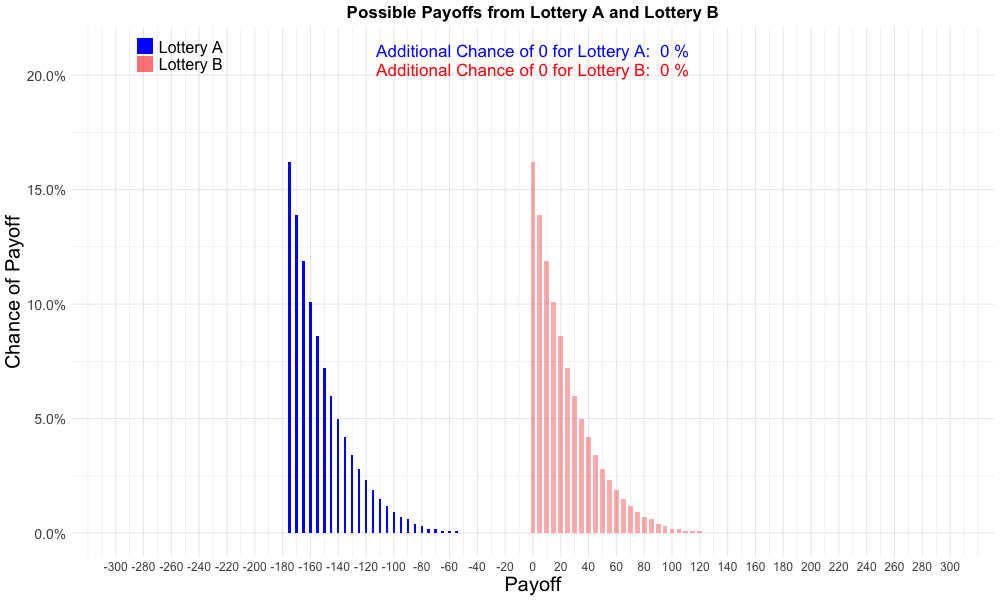 Possible Payoffs from Lottery A and Lottery B
Lottery A
Lottery B
Additional Chance of 0 for Lottery A:  0 %
Additional Chance of 0 for Lottery B:  0 %
Chance of Payoff
20.0%
15.0%
10.0%
5.0%
0.0%
-300 -280 -260 -240 -220 -200 -180 -160 -140 -120 -100 -80 -60 -40 -20 0 20 40 60 80 100 120 140 160 180 200 220 240 260 280 300
Payoff